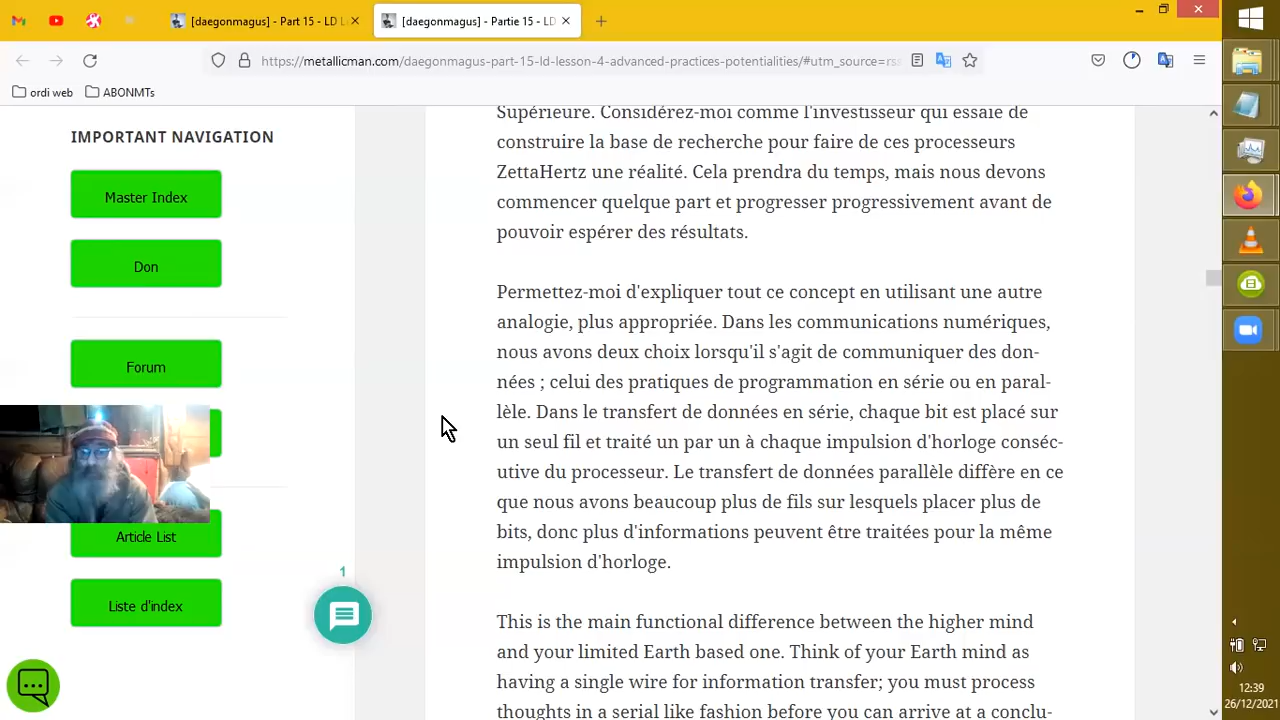 [daegonmagus] - Part 15 - LD L
[daegonmagus] - Partie 15 - LD
https://metallicman.com/daegonmagus-part-15-ld-lesson-4-advanced-practices-potentialities/#utm_source=rs
ordi web
ABONMTs
IMPORTANT NAVIGATION
Master Index
Don
Forum
Article List
Liste d'index
1
Supérieure. Considérez-moi comme l'investisseur qui essaie de
construire la base de recherche pour faire de ces processeurs
ZettaHertz une réalité. Cela prendra du temps, mais nous devons
commencer quelque part et progresser progressivement avant de
pouvoir espérer des résultats.
Permettez-moi d'expliquer tout ce concept en utilisant une autre
analogie, plus appropriée. Dans les communications numériques,
nous avons deux choix lorsqu'il s'agit de communiquer des don-
nées ; celui des pratiques de programmation en série ou en paral-
lèle. Dans le transfert de données en série, chaque bit est placé sur
un seul fil et traité un par un à chaque impulsion d'horloge conséc-
utive du processeur. Le transfert de données parallèle diffère en ce
que nous avons beaucoup plus de fils sur lesquels placer plus de
bits, donc plus d'informations peuvent être traitées pour la même
impulsion d'horloge.
This is the main functional difference between the higher mind
and your limited Earth based one. Think of your Earth mind as
having a single wire for information transfer; you must process
thoughts in a serial like fashion before you can arrive at a conclu-
12:39
26/12/2021